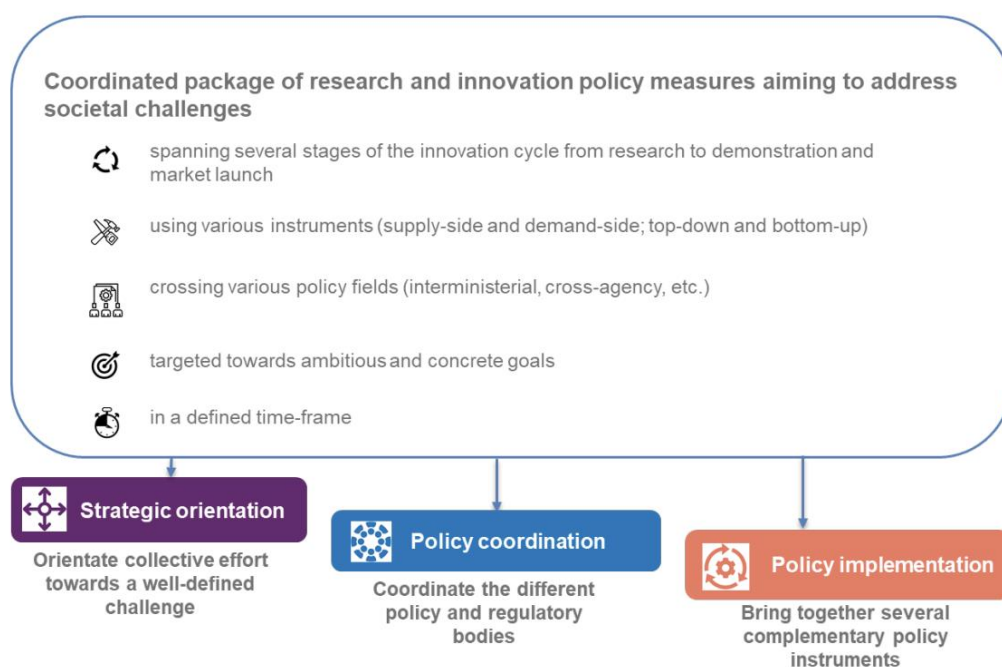 Coordinated package of research and innovation policy measures aiming to address
societal challenges
spanning several stages of the innovation cycle from research to demonstration and
market launch
using various instruments (supply-side and demand-side; top-down and bottom-up)
crossing various policy fields (interministerial, cross-agency, etc.)
targeted towards ambitious and concrete goals
in a defined time-frame
Strategic orientation
Orientate collective effort
towards a well-defined
challenge
Policy coordination
Coordinate the different
policy and regulatory
bodies
Policy implementation
Bring together several
complementary policy
instruments